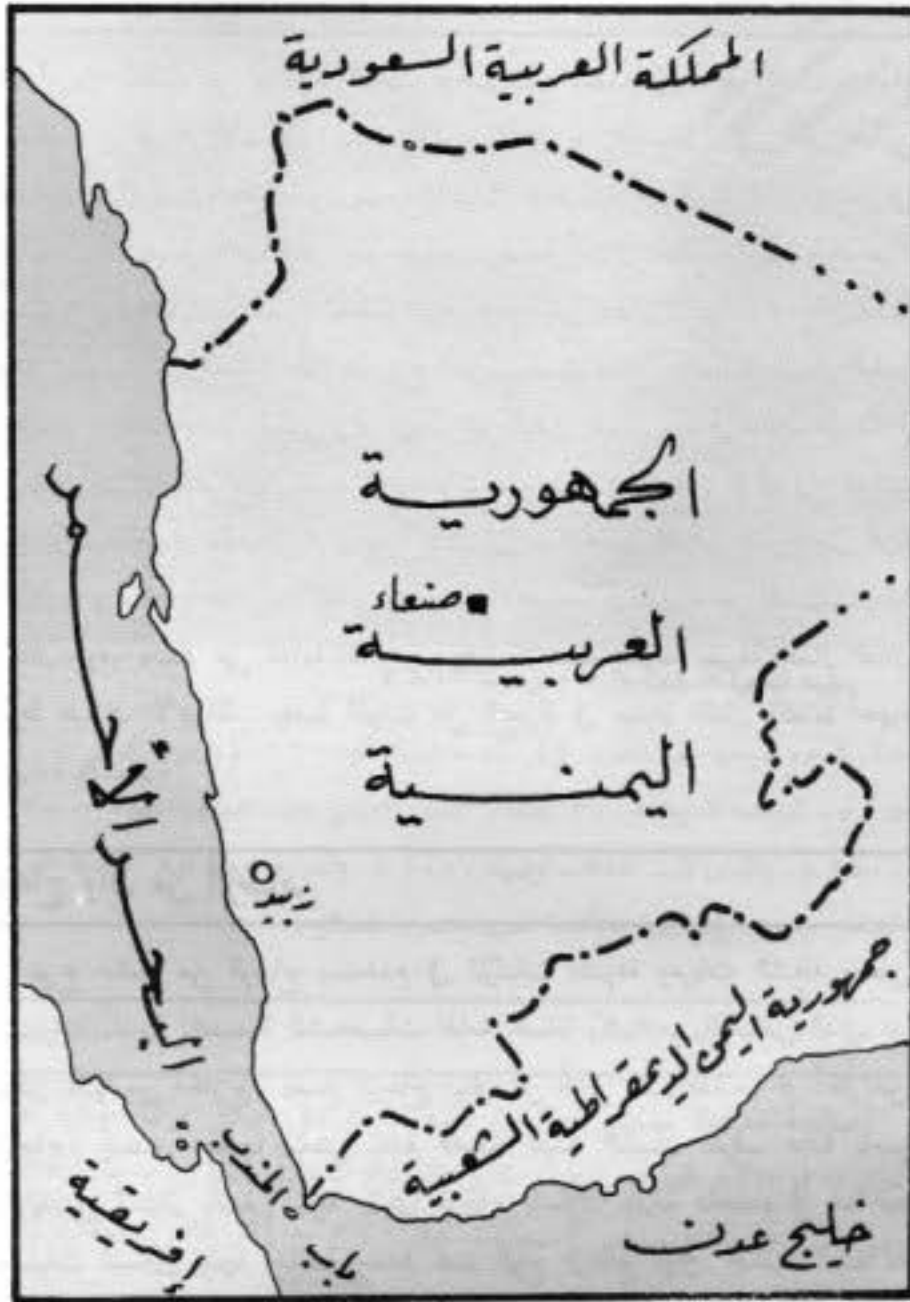 المملكة العربية السعودية
الجمهورية
صنعاء
العربية
اليمنية
البحر الأحمر
زبيد
جمهورية اليمن الديمقراطية الشعبية
باب المندب
خليج عدن
إفريقية